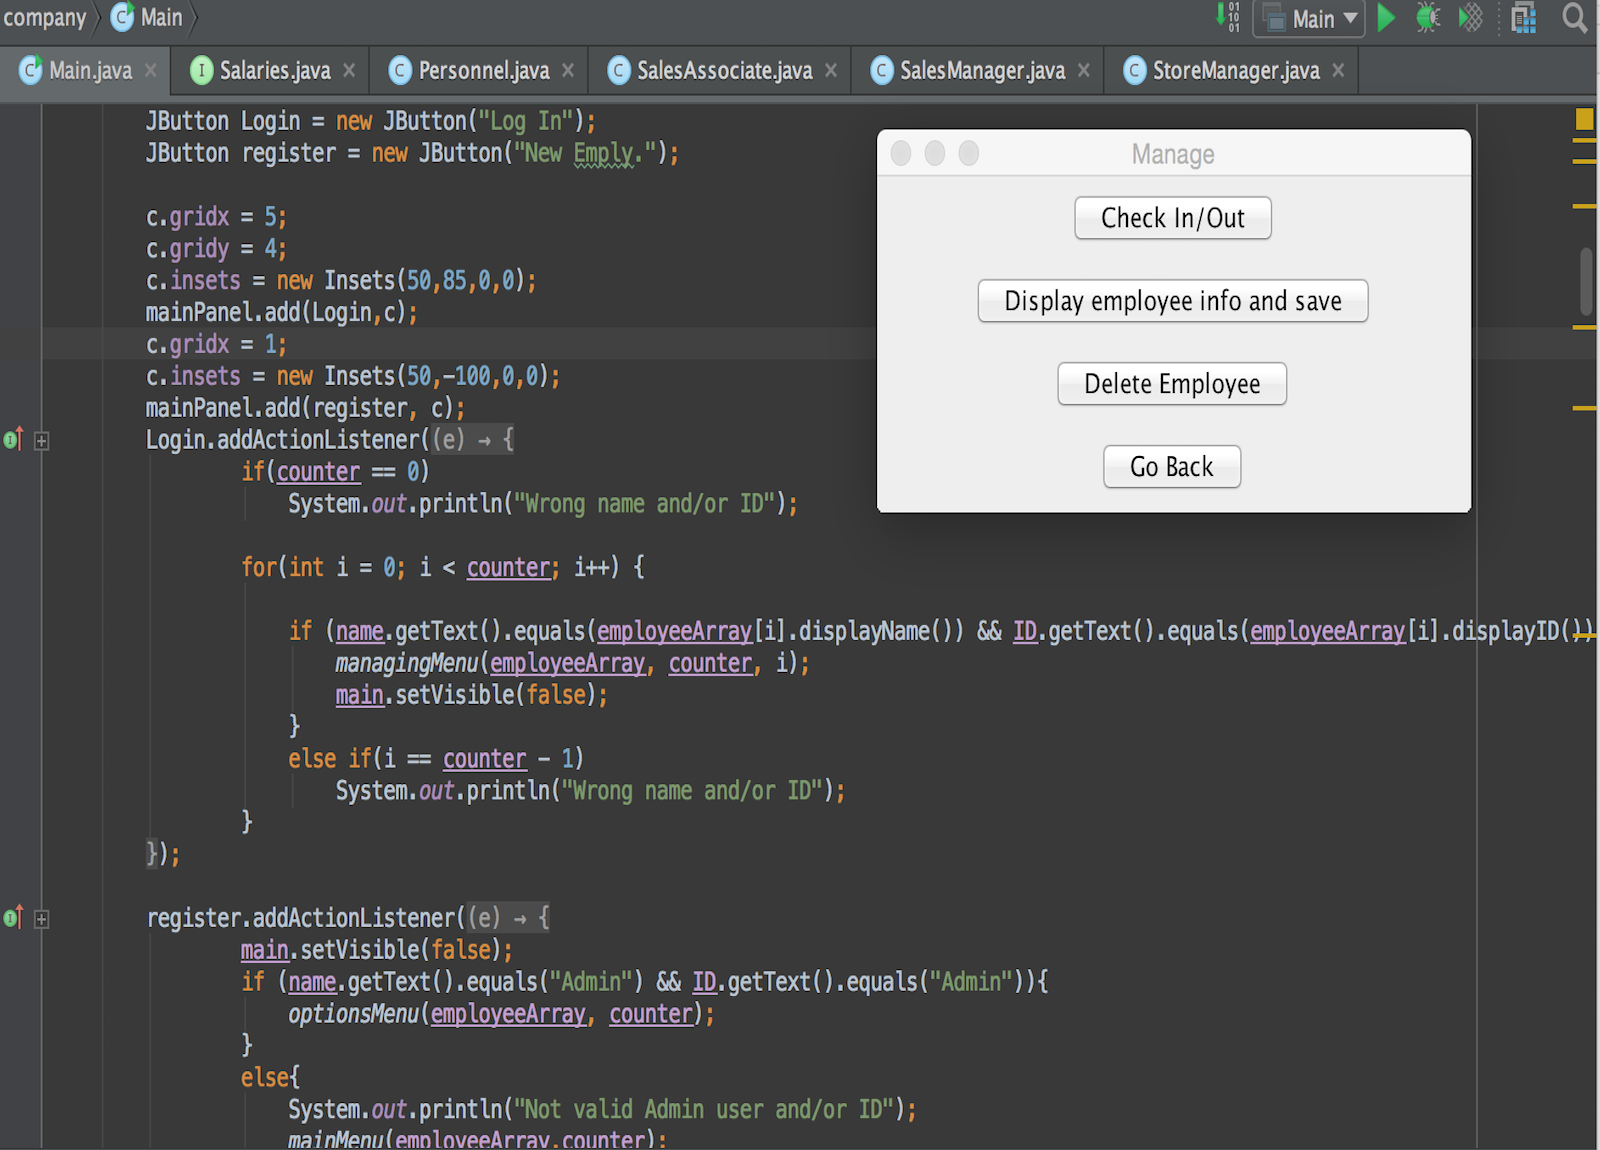 company Main Main
Main.java Salaries.java Personnel.java SalesAssociate.java SalesManager.java StoreManager.java
JButton Login = new JButton("Log In");
JButton register = new JButton("New Emply.");
c.gridx = 5;
c.gridy = 4;
c.insets = new Insets(50,85,0,0);
mainPanel.add(Login,c);
c.gridx = 1;
c.insets = new Insets(50,-100,0,0);
mainPanel.add(register, c);
Login.addActionListener((e) → {
if(counter == 0)
System.out.println("Wrong name and/or ID");
for(int i = 0; i < counter; i++) {
if (name.getText().equals(employeeArray[i].displayName()) && ID.getText().equals(employeeArray[i].displayID())
managingMenu(employeeArray, counter, i);
main.setVisible(false);
}
else if(i == counter - 1)
System.out.println("Wrong name and/or ID");
}
});
register.addActionListener((e) → {
main.setVisible(false);
if (name.getText().equals("Admin") && ID.getText().equals("Admin")){
optionsMenu(employeeArray, counter);
}
else{
System.out.println("Not valid Admin user and/or ID");
mainMenu(employeeArray,counter);
Manage
Check In/Out
Display employee info and save
Delete Employee
Go Back